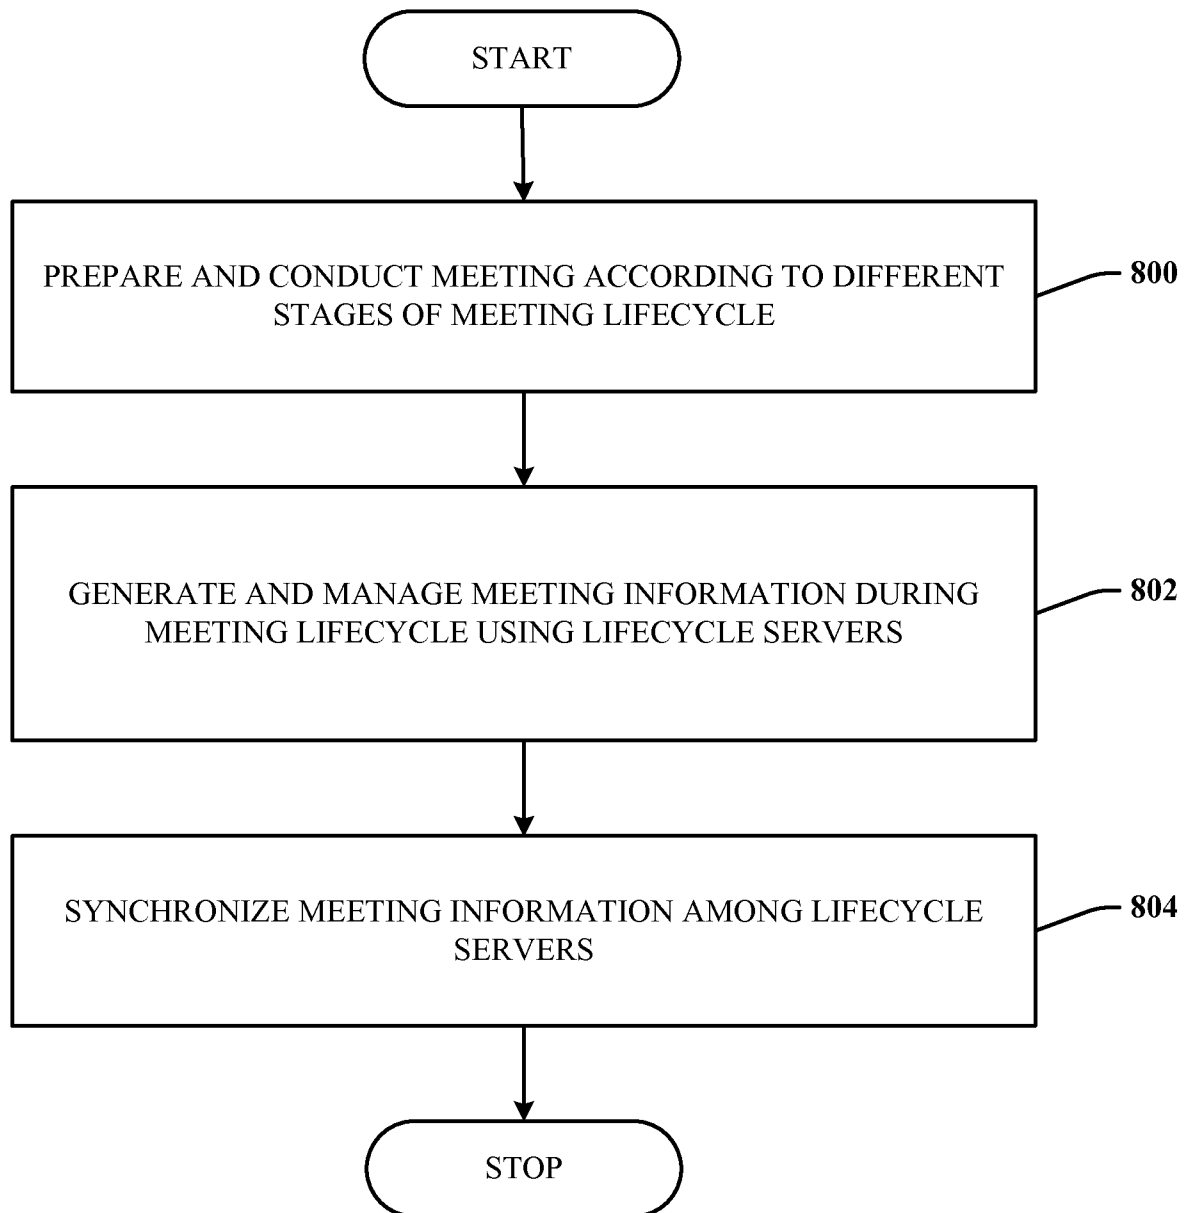 START
PREPARE AND CONDUCT MEETING ACCORDING TO DIFFERENT
STAGES OF MEETING LIFECYCLE
800
GENERATE AND MANAGE MEETING INFORMATION DURING
MEETING LIFECYCLE USING LIFECYCLE SERVERS
802
SYNCHRONIZE MEETING INFORMATION AMONG LIFECYCLE
SERVERS
804
STOP